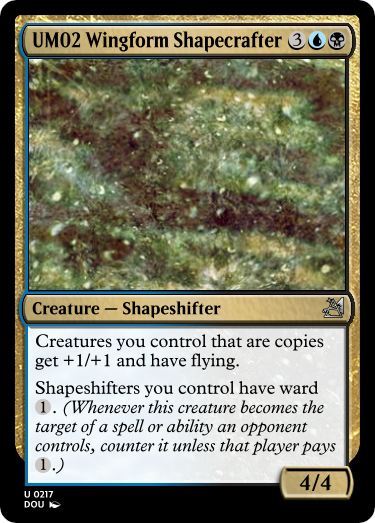 UM02 Wingform Shapecrafter 3
Creature — Shapeshifter
Creatures you control that are copies
get +1/+1 and have flying.
Shapeshifters you control have ward
1. (Whenever this creature becomes the
target of a spell or ability an opponent
controls, counter it unless that player pays
1.)
4/4
U 0217
DOU